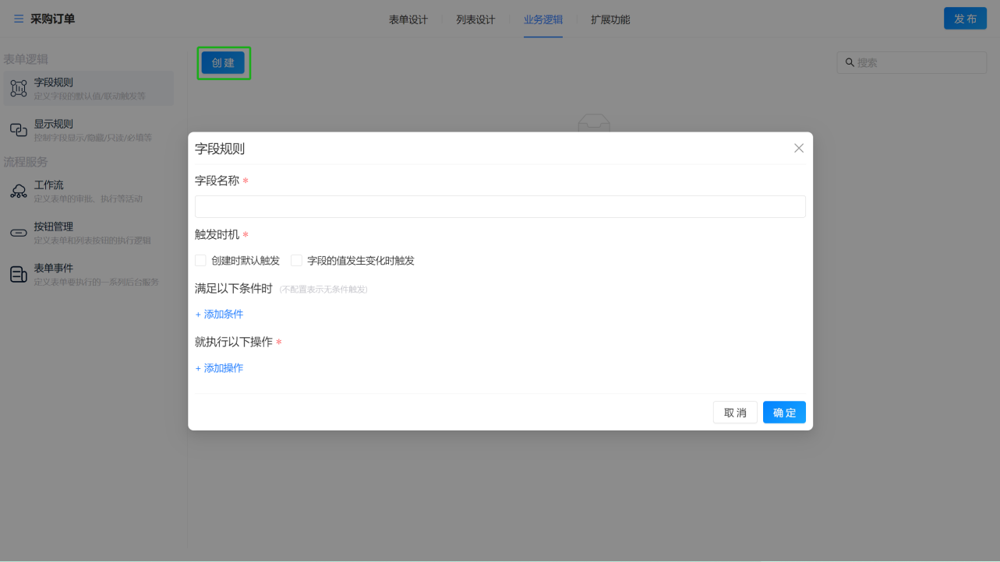 采购订单
表单设计 列表设计 业务逻辑 扩展功能
发布
表单逻辑
字段规则
定义字段的默认值/联动触发等
显示规则
控制字段显示/隐藏/只读/必填等
流程服务
工作流
定义表单的审批、执行等活动
按钮管理
定义表单和列表按钮的执行逻辑
表单事件
定义表单要执行的一系列后台服务
创建
搜索
字段规则
字段名称 *
触发时机 *
创建时默认触发 字段的值发生变化时触发
满足以下条件时 (不配置表示无条件触发)
+ 添加条件
就执行以下操作 *
+ 添加操作
取消 确定